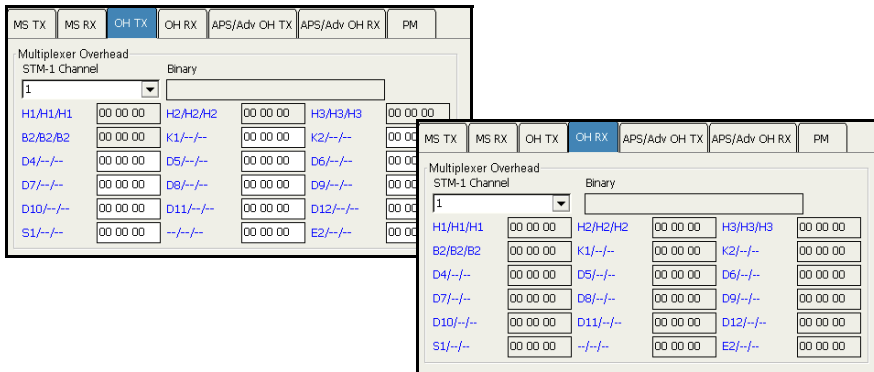 MS TX MS RX OH TX OH RX APS/Adv OH TX APS/Adv OH RX PM
Multiplexer Overhead
STM-1 Channel Binary
1
H1/H1/H1 00 00 00 H2/H2/H2 00 00 00 H3/H3/H3 00 00 00
B2/B2/B2 00 00 00 K1/--/-- 00 00 00 K2/--/-- 00 00
D4/--/-- 00 00 00 D5/--/-- 00 00 00 D6/--/-- 00 00
D7/--/-- 00 00 00 D8/--/-- 00 00 00 D9/--/-- 00 00
D10/--/-- 00 00 00 D11/--/-- 00 00 00 D12/--/-- 00 00
S1/--/-- 00 00 00 --/--/-- 00 00 00 E2/--/-- 00 00
MS TX MS RX OH TX OH RX APS/Adv OH TX APS/Adv OH RX PM
Multiplexer Overhead
STM-1 Channel Binary
1
H1/H1/H1 00 00 00 H2/H2/H2 00 00 00 H3/H3/H3 00 00 00
B2/B2/B2 00 00 00 K1/--/-- 00 00 00 K2/--/-- 00 00 00
D4/--/-- 00 00 00 D5/--/-- 00 00 00 D6/--/-- 00 00 00
D7/--/-- 00 00 00 D8/--/-- 00 00 00 D9/--/-- 00 00 00
D10/--/-- 00 00 00 D11/--/-- 00 00 00 D12/--/-- 00 00 00
S1/--/-- 00 00 00 --/--/-- 00 00 00 E2/--/-- 00 00 00